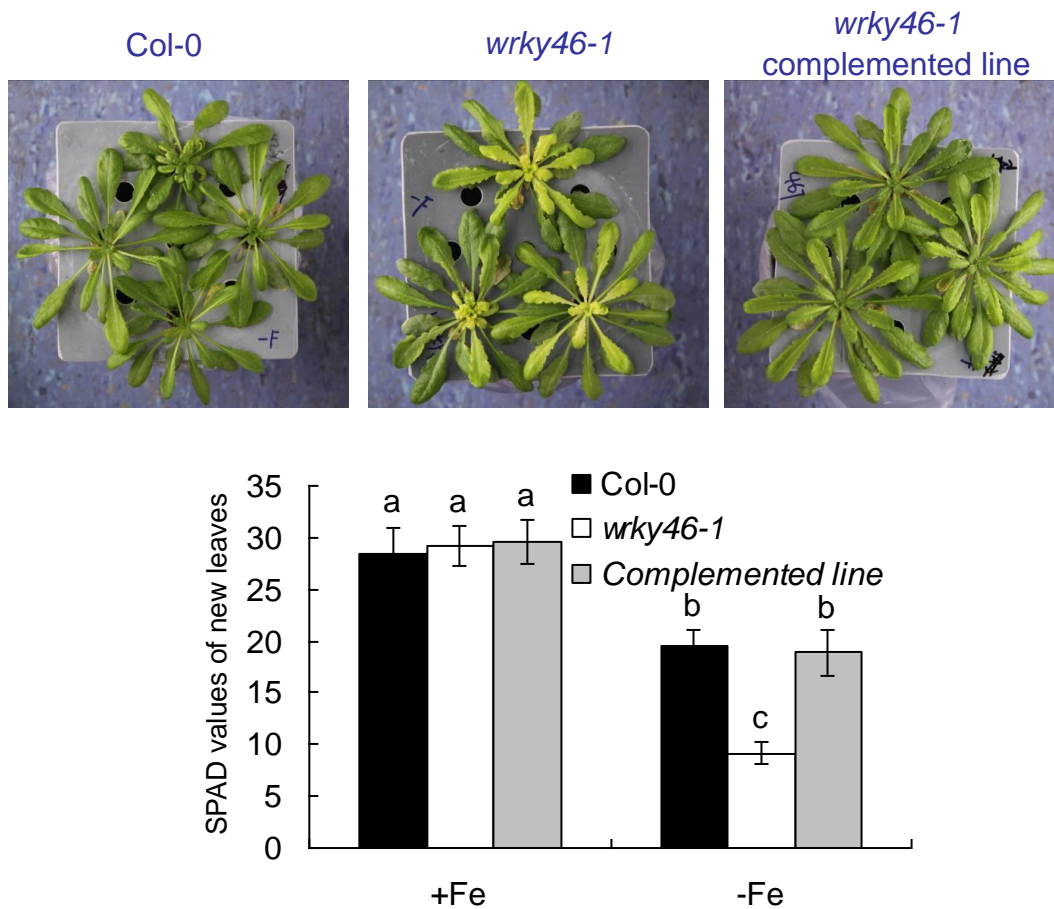 Col-0
wrky46-1
wrky46-1
complemented line
-F
-F
SPAD values of new leaves
35
30
25
20
15
10
5
0
a a a
b c b
Col-0
wrky46-1
Complemented line
+Fe -Fe